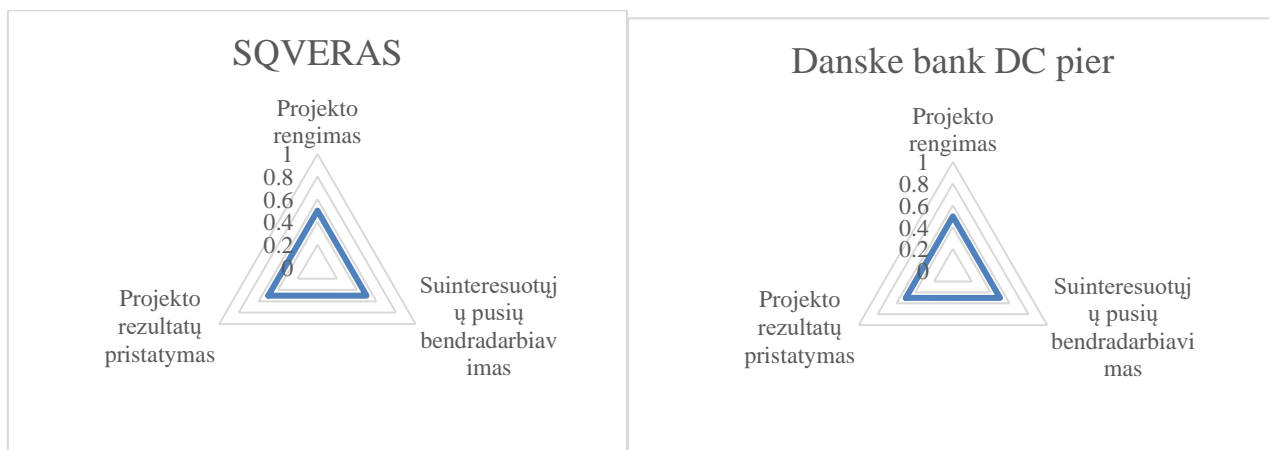 SQVERAS
Projekto
rengimas
1
0.8
0.6
0.4
0.2
0
Suinteresuotųj
ų pusių
bendradarbiav
imas
Projekto
rezultatų
pristatymas
Danske bank DC pier
Projekto
rengimas
1
0.8
0.6
0.4
0.2
0
Suinteresuotųj
ų pusių
bendradarbiavi
mas
Projekto
rezultatų
pristatymas